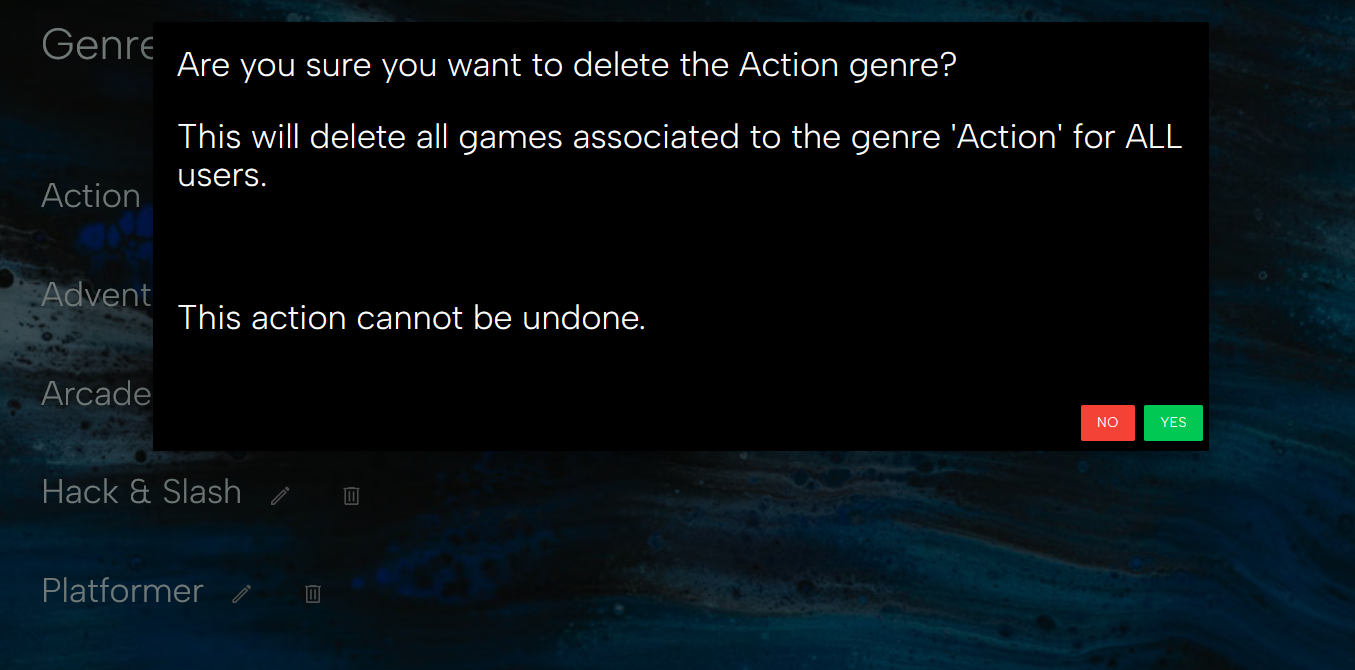 Genre
Are you sure you want to delete the Action genre?
This will delete all games associated to the genre 'Action' for ALL
users.
Action
Advent
This action cannot be undone.
Arcade
NO YES
Hack & Slash
Platformer